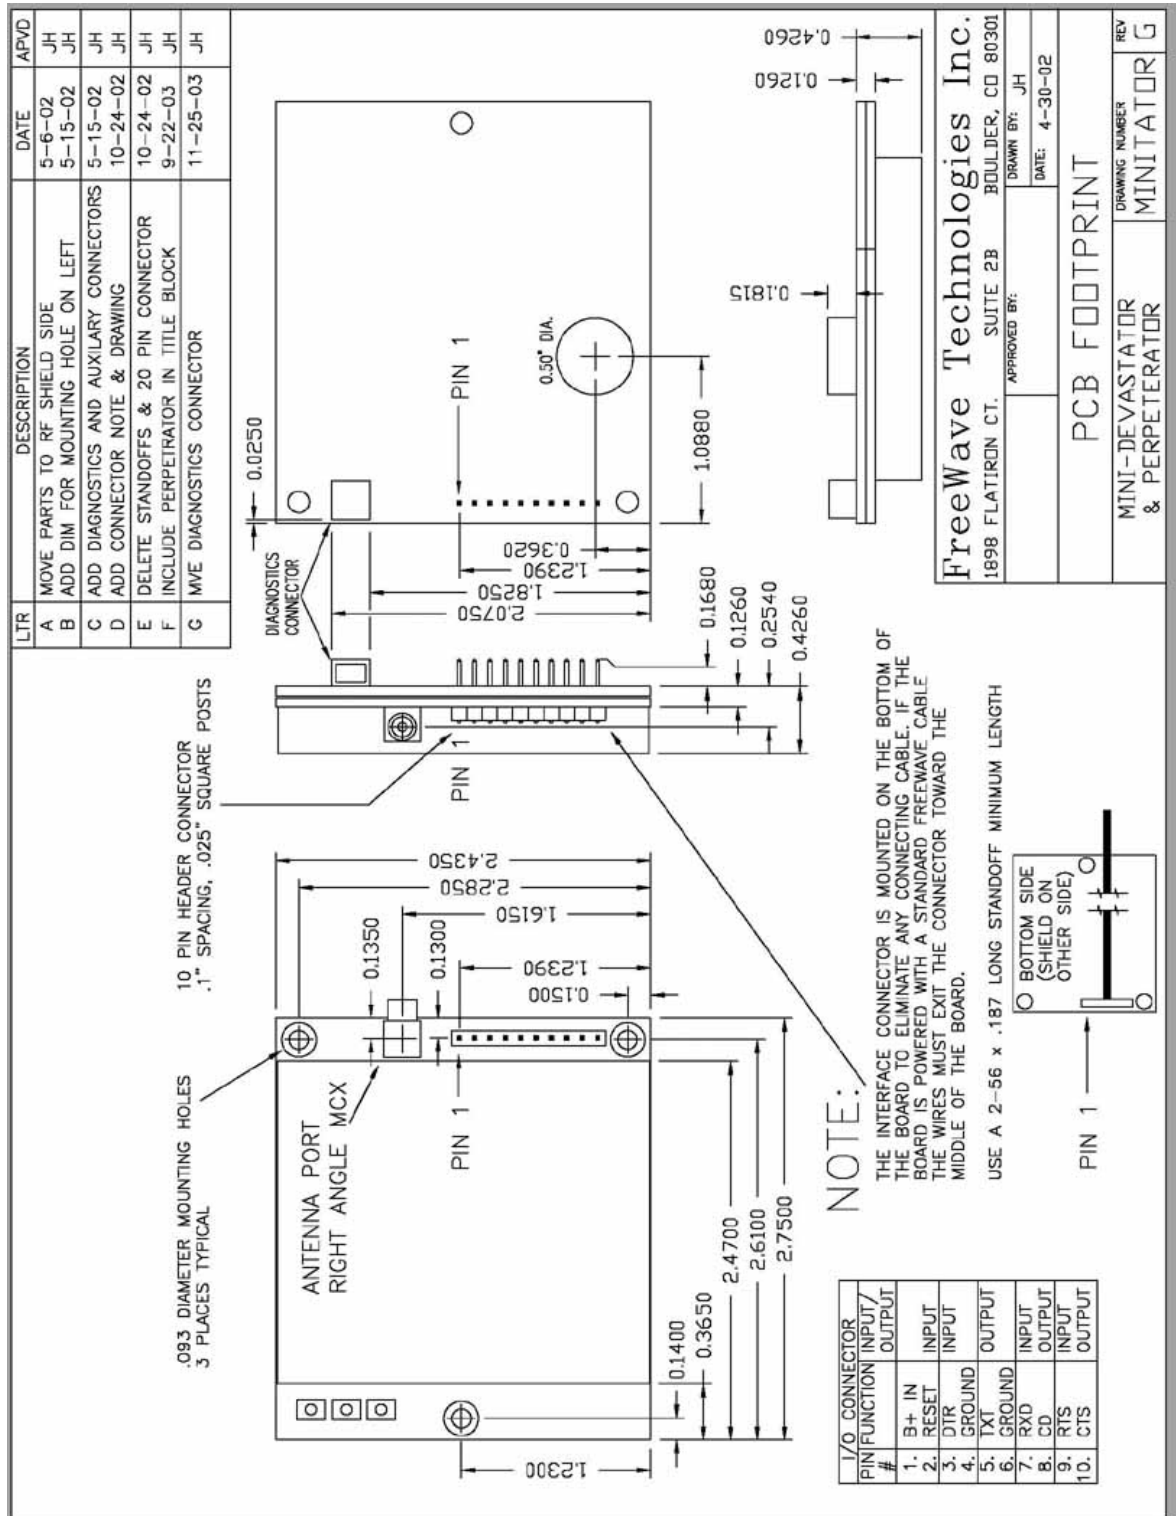 LTR DESCRIPTION DATE APVD
A MOVE PARTS TO RF SHIELD SIDE 5-6-02 JH
B ADD DIM FOR MOUNTING HOLE ON LEFT 5-15-02 JH
C ADD DIAGNOSTICS AND AUXILARY CONNECTORS 5-15-02 JH
D ADD CONNECTOR NOTE & DRAWING 10-24-02 JH
E DELETE STANDOFFS & 20 PIN CONNECTOR 10-24-02 JH
F INCLUDE PERPETRATOR IN TITLE BLOCK 9-22-03 JH
G MVE DIAGNOSTICS CONNECTOR 11-25-03 JH
.093 DIAMETER MOUNTING HOLES
3 PLACES TYPICAL
10 PIN HEADER CONNECTOR
.1" SPACING, .025" SQUARE POSTS
DIAGNOSTICS
CONNECTOR
0.0250
ANTENNA PORT
RIGHT ANGLE MCX
PIN 1
0.1350
0.1300
2.4350
2.2850
1.6150
1.2390
0.1500
1.2300
0.1400
0.3650
2.4700
2.6100
2.7500
PIN 1
2.0750
1.8250
1.2390
0.3620
0.1680
0.1260
0.2540
0.4260
PIN 1
0.50" DIA.
1.0880
0.1815
0.1260
0.4260
NOTE:
THE INTERFACE CONNECTOR IS MOUNTED ON THE BOTTOM OF
THE BOARD TO ELIMINATE ANY CONNECTING CABLE. IF THE
BOARD IS POWERED WITH A STANDARD FREEWAVE CABLE
THE WIRES MUST EXIT THE CONNECTOR TOWARD THE
MIDDLE OF THE BOARD.
USE A 2-56 x .187 LONG STANDOFF MINIMUM LENGTH
BOTTOM SIDE
(SHIELD ON
OTHER SIDE)
PIN 1
I/O CONNECTOR
PIN # FUNCTION INPUT/OUTPUT
1. B+ IN
2. RESET INPUT
3. DTR INPUT
4. GROUND
5. TXT OUTPUT
6. GROUND
7. RXD INPUT
8. CD OUTPUT
9. RTS INPUT
10. CTS OUTPUT
FreeWave Technologies Inc.
1898 FLATIRON CT. SUITE 2B BOULDER, CO 80301
APPROVED BY:
DRAWN BY: JH
DATE: 4-30-02
PCB FOOTPRINT
MINI-DEVASTATOR
& PERPETERATOR
DRAWING NUMBER
MINITATOR
REV
G